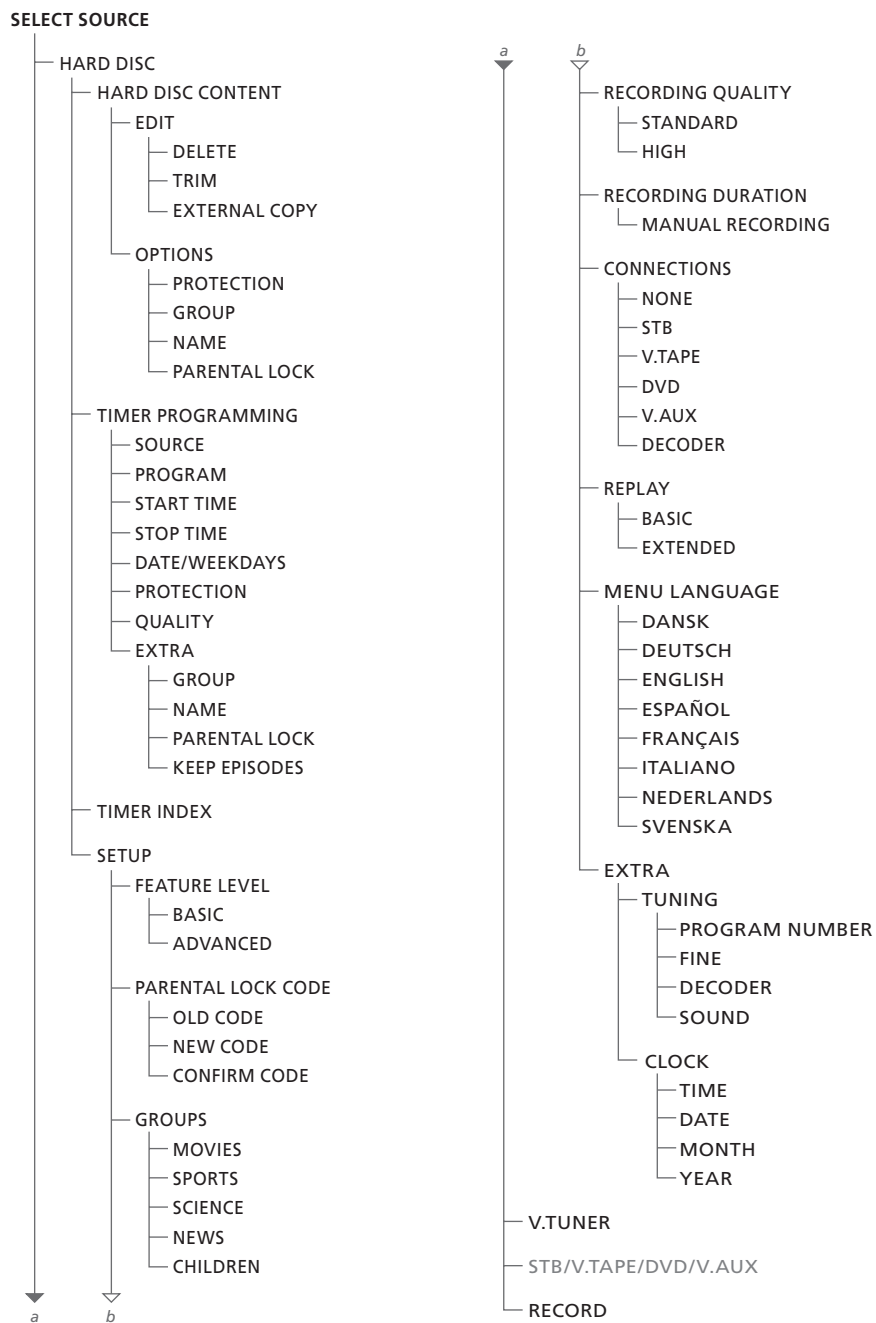 SELECT SOURCE
HARD DISC
HARD DISC CONTENT
EDIT
DELETE
TRIM
EXTERNAL COPY
OPTIONS
PROTECTION
GROUP
NAME
PARENTAL LOCK
TIMER PROGRAMMING
SOURCE
PROGRAM
START TIME
STOP TIME
DATE/WEEKDAYS
PROTECTION
QUALITY
EXTRA
GROUP
NAME
PARENTAL LOCK
KEEP EPISODES
TIMER INDEX
SETUP
FEATURE LEVEL
BASIC
ADVANCED
PARENTAL LOCK CODE
OLD CODE
NEW CODE
CONFIRM CODE
GROUPS
MOVIES
SPORTS
SCIENCE
NEWS
CHILDREN
a b
a b
RECORDING QUALITY
STANDARD
HIGH
RECORDING DURATION
MANUAL RECORDING
CONNECTIONS
NONE
STB
V.TAPE
DVD
V.AUX
DECODER
REPLAY
BASIC
EXTENDED
MENU LANGUAGE
DANSK
DEUTSCH
ENGLISH
ESPAÑOL
FRANÇAIS
ITALIANO
NEDERLANDS
SVENSKA
EXTRA
TUNING
PROGRAM NUMBER
FINE
DECODER
SOUND
CLOCK
TIME
DATE
MONTH
YEAR
V.TUNER
STB/V.TAPE/DVD/V.AUX
RECORD